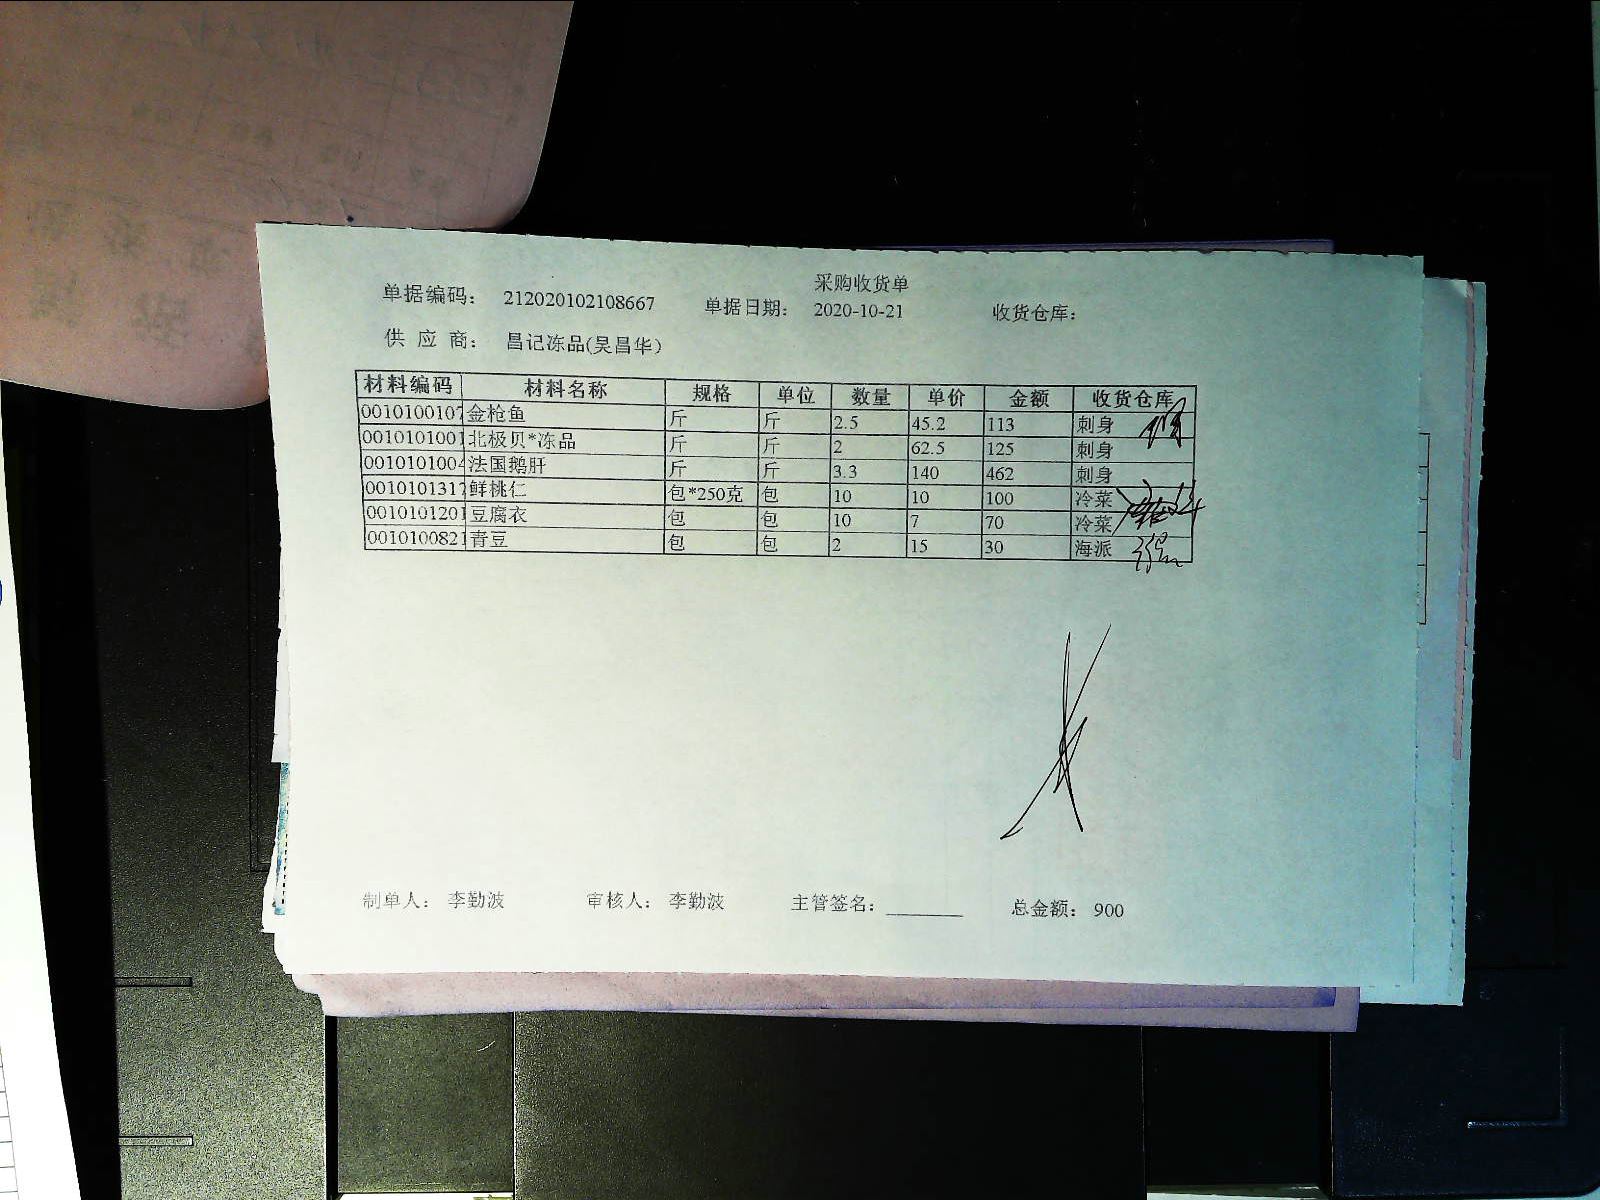 采购收货单
单据编码： 212020102108667 单据日期： 2020-10-21 收货仓库：
供 应 商： 昌记冻品(吴昌华）
材料编码 材料名称 规格 单位 数量 单价 金额 收货仓库
0010100107 金枪鱼 斤 斤 2.5 45.2 113 刺身
0010101001 北极贝*冻品 斤 斤 2 62.5 125 刺身
001010100 法国鹅肝 斤 斤 3.3 140 462 刺身
0010101317 鲜桃仁 包*250克 包 10 10 100 冷菜
0010101201 豆腐衣 包 包 10 7 70 冷菜
0010100821 青豆 包 包 2 15 30 海派
制单人： 李勤波 审核人： 李勤波 主管签名： 总金额： 900